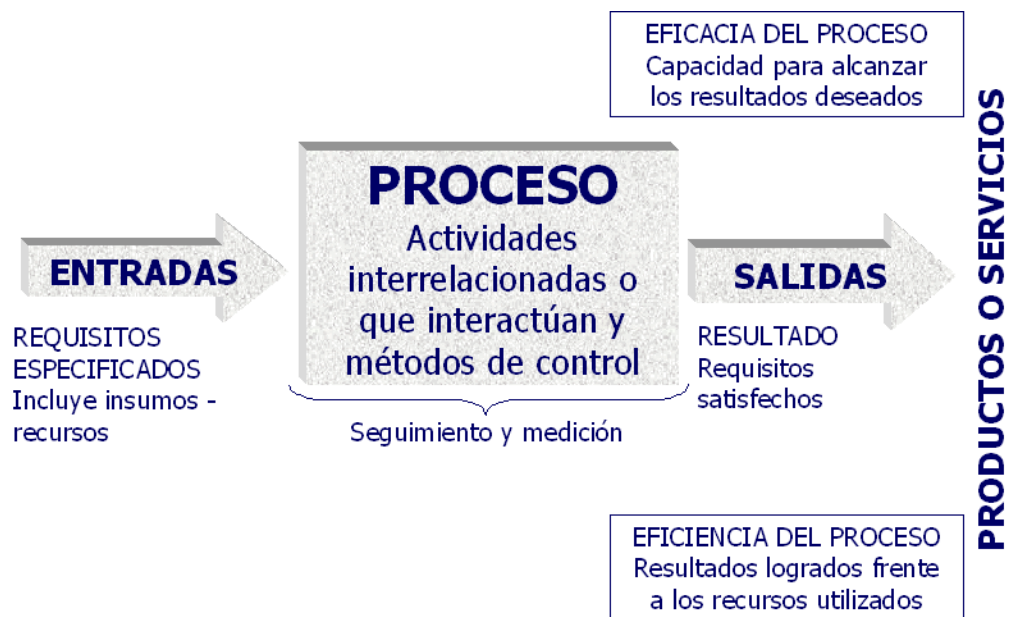 EFICACIA DEL PROCESO
Capacidad para alcanzar
los resultados deseados
PROCESO
Actividades
interrelacionadas o
que interactúan y
métodos de control
ENTRADAS
REQUISITOS
ESPECIFICADOS
Incluye insumos -
recursos
Seguimiento y medición
SALIDAS
RESULTADO
Requisitos
satisfechos
PRODUCTOS O SERVICIOS
EFICIENCIA DEL PROCESO
Resultados logrados frente
a los recursos utilizados